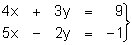 4x + 3y = 9
5x - 2y = -1}